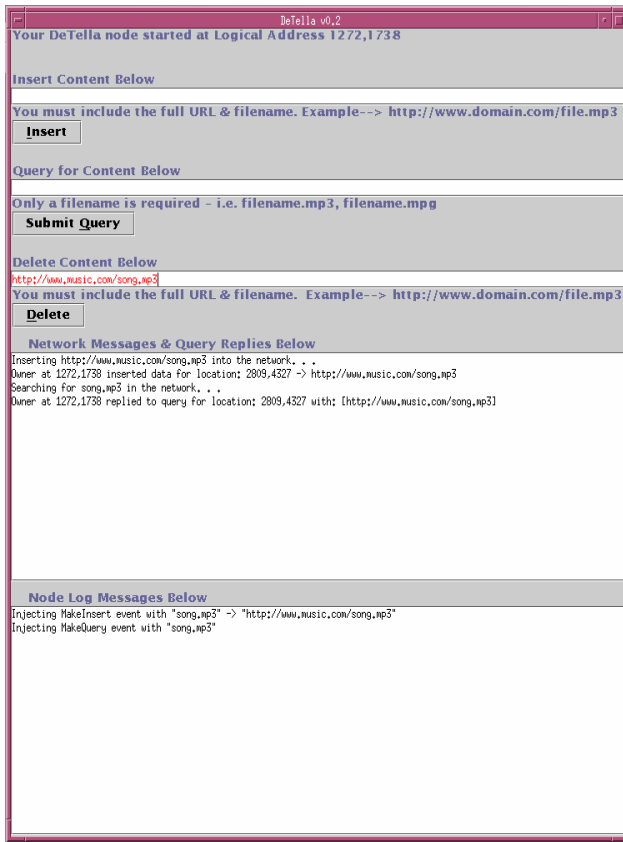 DeTella v0.2
Your DeTella node started at Logical Address 1272,1738
Insert Content Below
You must include the full URL & filename. Example--> http://www.domain.com/file.mp3
Insert
Query for Content Below
Only a filename is required - i.e. filename.mp3, filename.mpg
Submit Query
Delete Content Below
http://www.music.com/song.mp3
You must include the full URL & filename. Example--> http://www.domain.com/file.mp3
Delete
Network Messages & Query Replies Below
Inserting http://www.music.com/song.mp3 into the network. . .
Owner at 1272,1738 inserted data for location: 2809,4327 -> http://www.music.com/song.mp3
Searching for song.mp3 in the network. . .
Owner at 1272,1738 replied to query for location: 2809,4327 with: [http://www.music.com/song.mp3]
Node Log Messages Below
Injecting MakeInsert event with "song.mp3" -> "http://www.music.com/song.mp3"
Injecting MakeQuery event with "song.mp3"